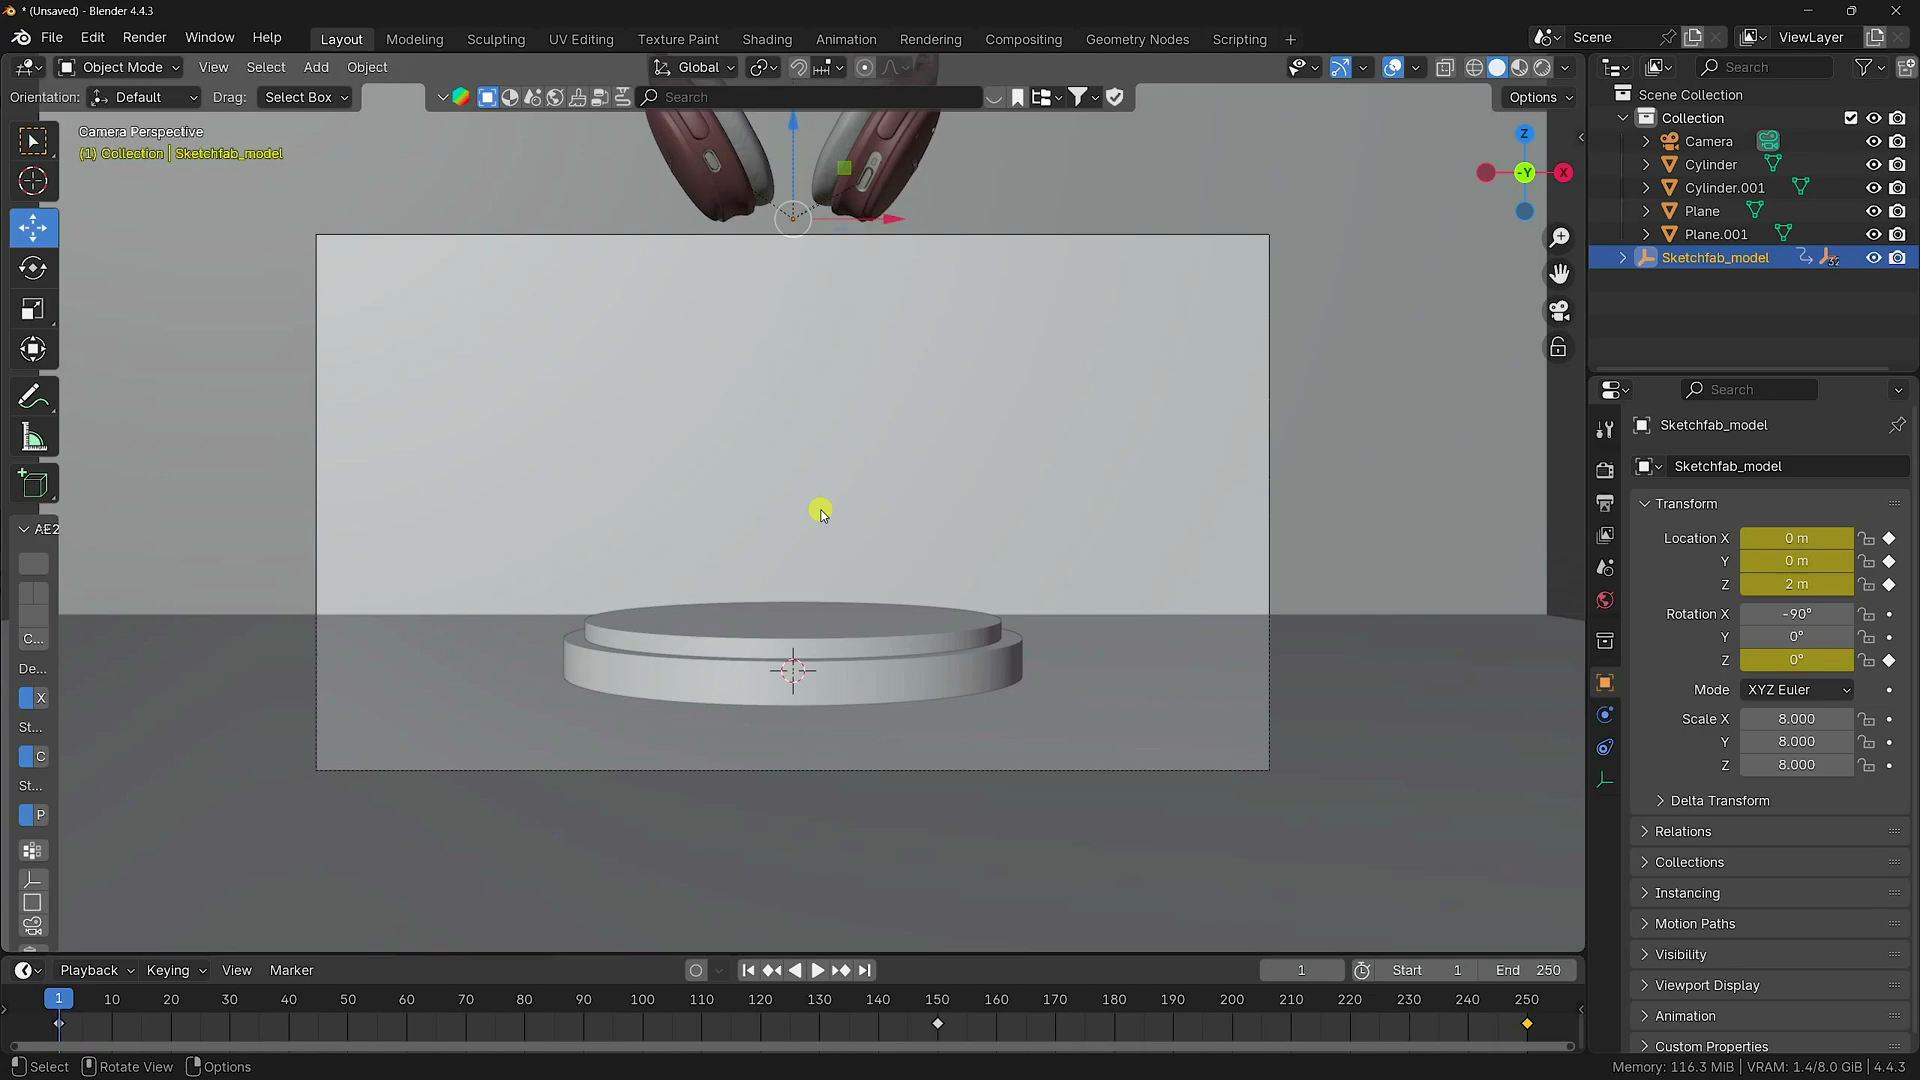 * (Unsaved) - Blender 4.4.3
File Edit Render Window Help
Layout Modeling Sculpting UV Editing Texture Paint Shading Animation Rendering Compositing Geometry Nodes Scripting +
Scene ViewLayer
Object Mode View Select Add Object Global
Search
Orientation: Default Drag: Select Box
Search
Options
Camera Perspective
(1) Collection | Sketchfab_model
Z
-Y
X
Scene Collection
Collection
Camera
Cylinder
Cylinder.001
Plane
Plane.001
Sketchfab_model
32
Search
Sketchfab_model
Sketchfab_model
Transform
Location X 0 m
Y 0 m
Z 2 m
Rotation X -90°
Y 0°
Z 0°
Mode XYZ Euler
Scale X 8.000
Y 8.000
Z 8.000
Delta Transform
Relations
Collections
Instancing
Motion Paths
Visibility
Viewport Display
Animation
Custom Properties
AE2
C...
De...
X
St...
C
St...
P
Playback Keying View Marker
1 Start 1 End 250
1 10 20 30 40 50 60 70 80 90 100 110 120 130 140 150 160 170 180 190 200 210 220 230 240 250
Select Rotate View Options
Memory: 116.3 MiB | VRAM: 1.4/8.0 GiB | 4.4.3